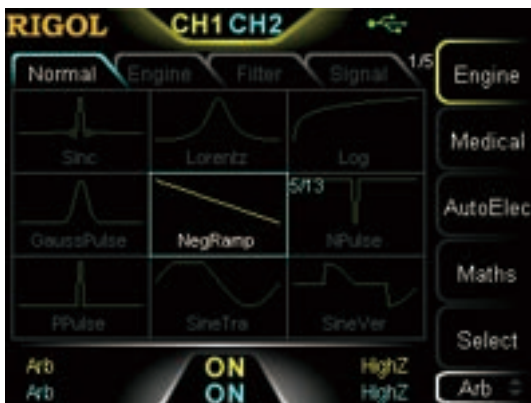 RIGOL CH1 CH2
Normal Engine Filter Signal 1/5
Sinc Lorentz Log
5/13
GaussPulse NegRamp NPulse
PPulse SineTra SineVer
Arb ON HighZ
Arb ON HighZ
Engine
Medical
AutoElec
Maths
Select
Arb